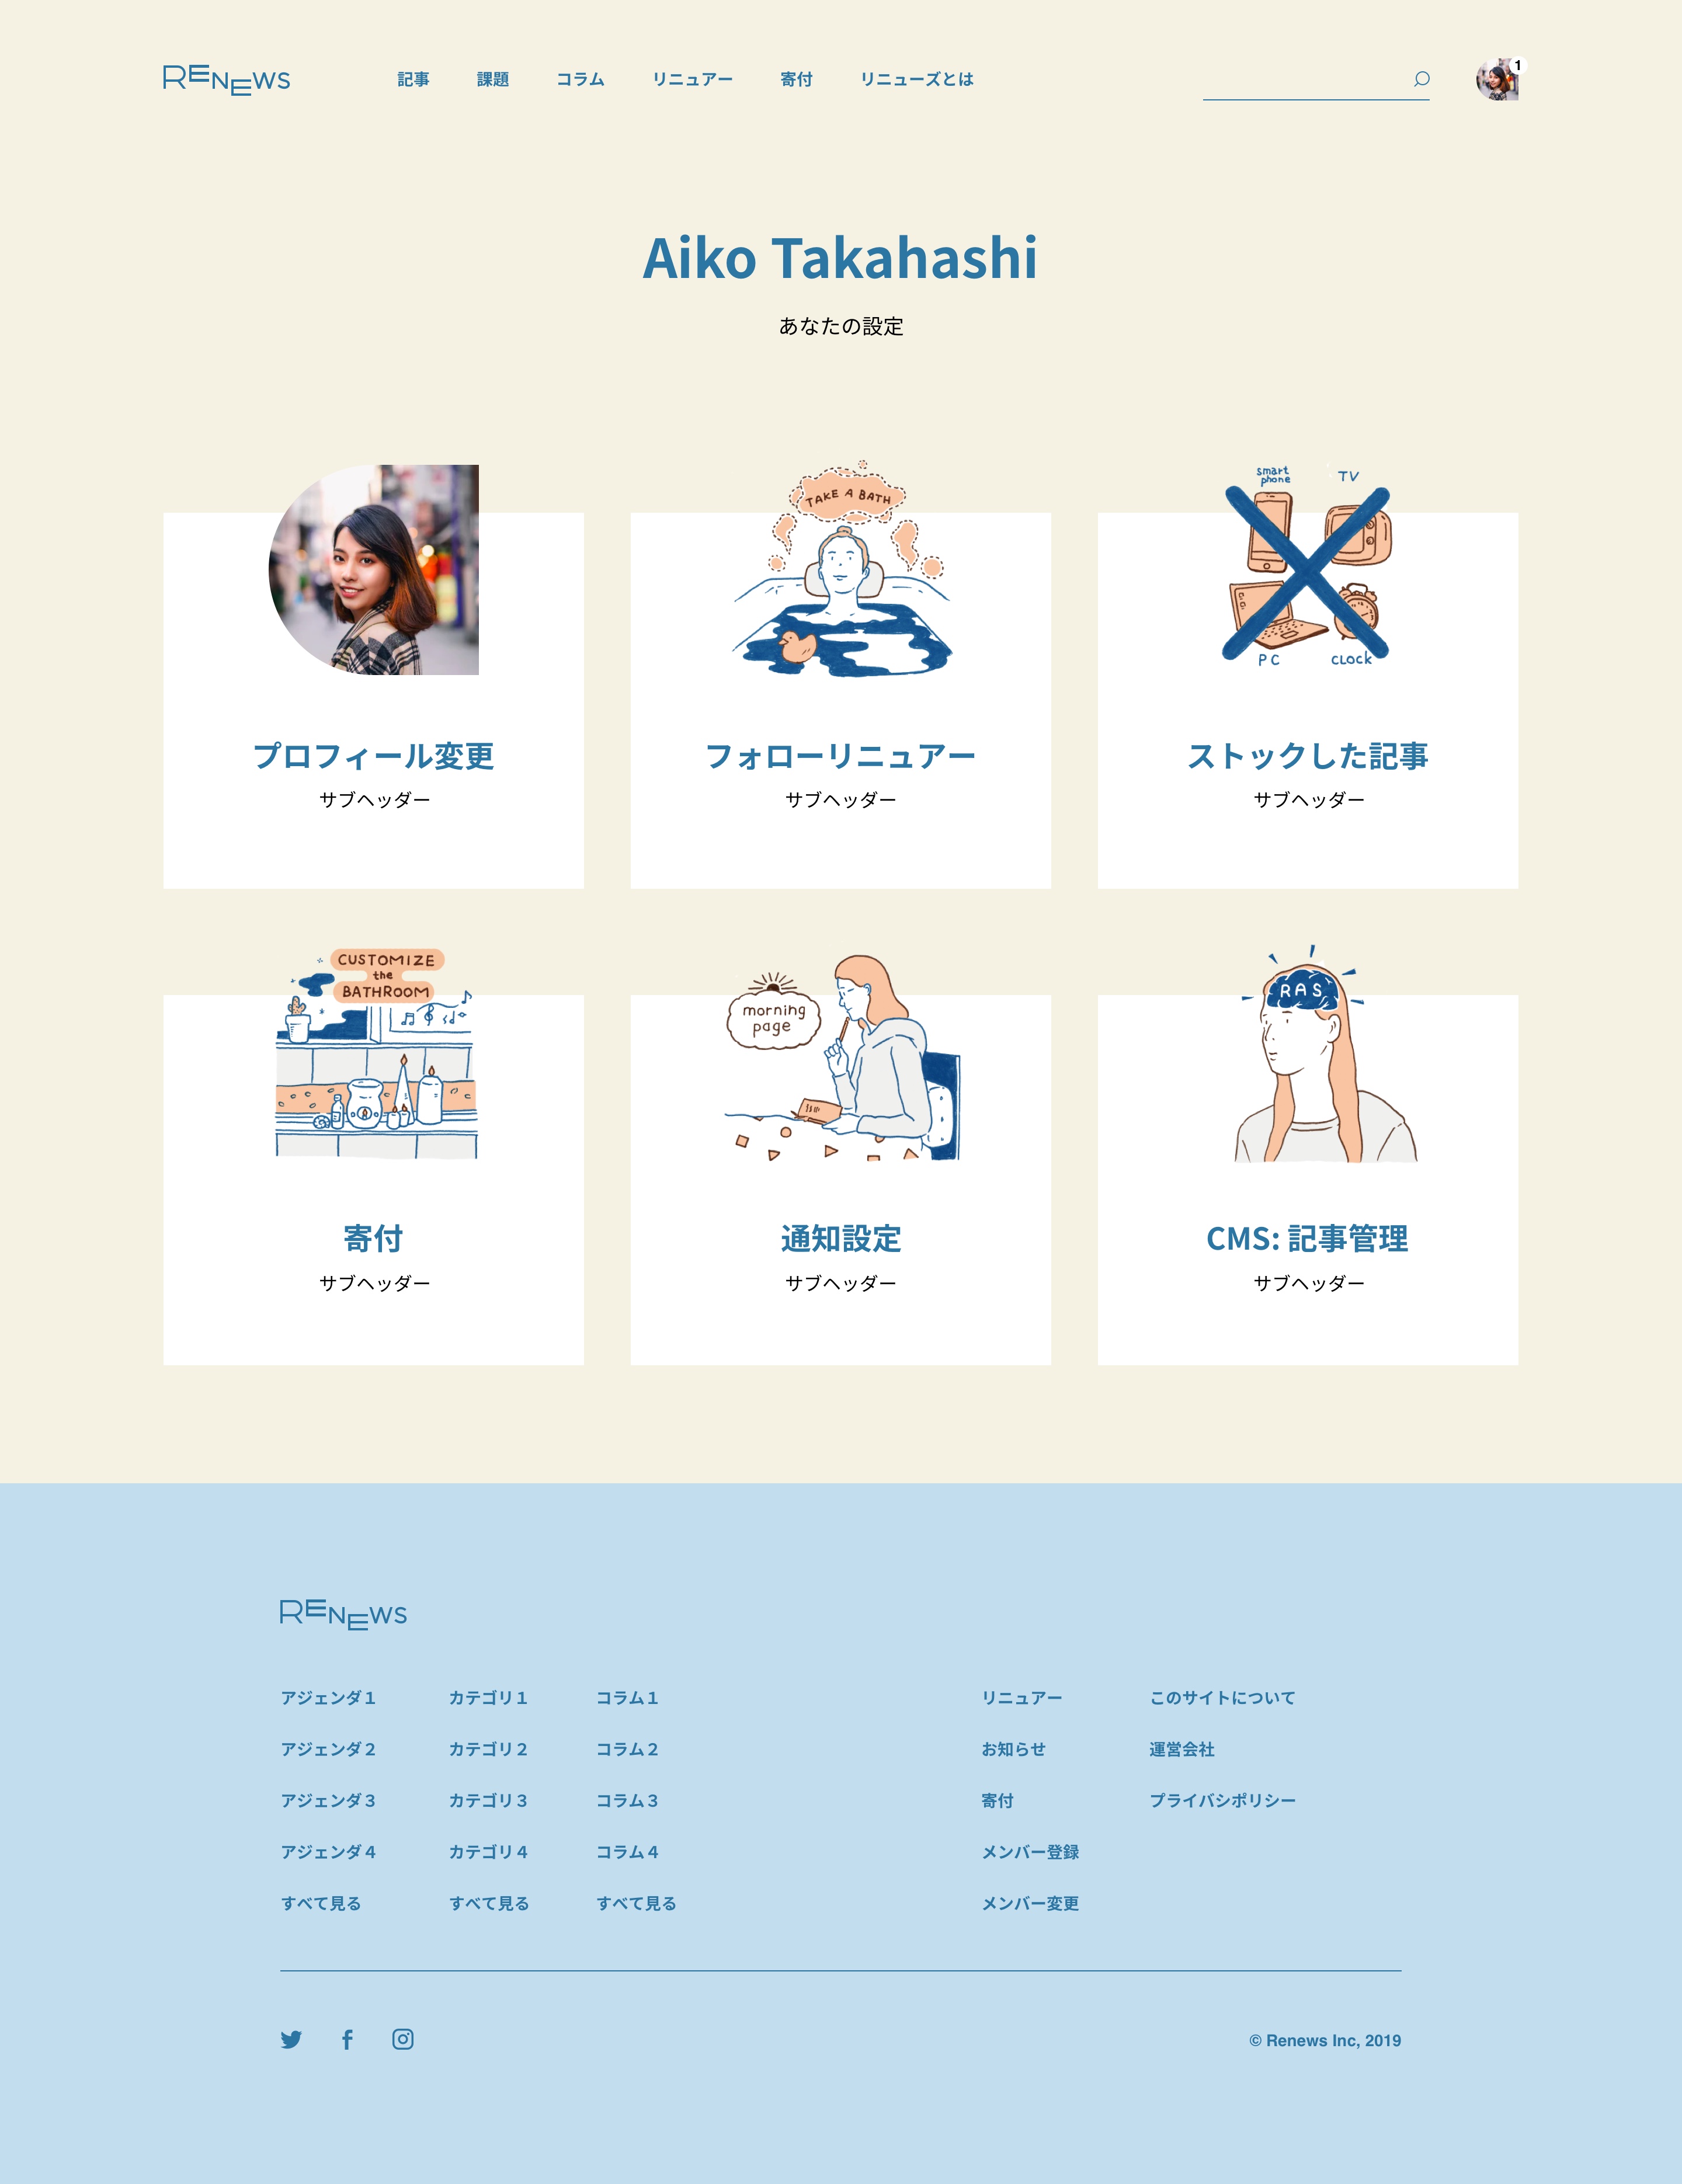 RENEWS
記事 課題 コラム リニュアー 寄付 リニューズとは
1
Aiko Takahashi
あなたの設定
TAKE A BATH
smart phone
TV
PC
CLOCK
プロフィール変更
サブヘッダー
フォローリニュアー
サブヘッダー
ストックした記事
サブヘッダー
CUSTOMIZE
the
BATHROOM
morning
page
RAS
寄付
サブヘッダー
通知設定
サブヘッダー
CMS: 記事管理
サブヘッダー
RENEWS
アジェンダ１ カテゴリ１ コラム１ リニュアー このサイトについて
アジェンダ２ カテゴリ２ コラム２ お知らせ 運営会社
アジェンダ３ カテゴリ３ コラム３ 寄付 プライバシポリシー
アジェンダ４ カテゴリ４ コラム４ メンバー登録
すべて見る すべて見る すべて見る メンバー変更
© Renews Inc, 2019